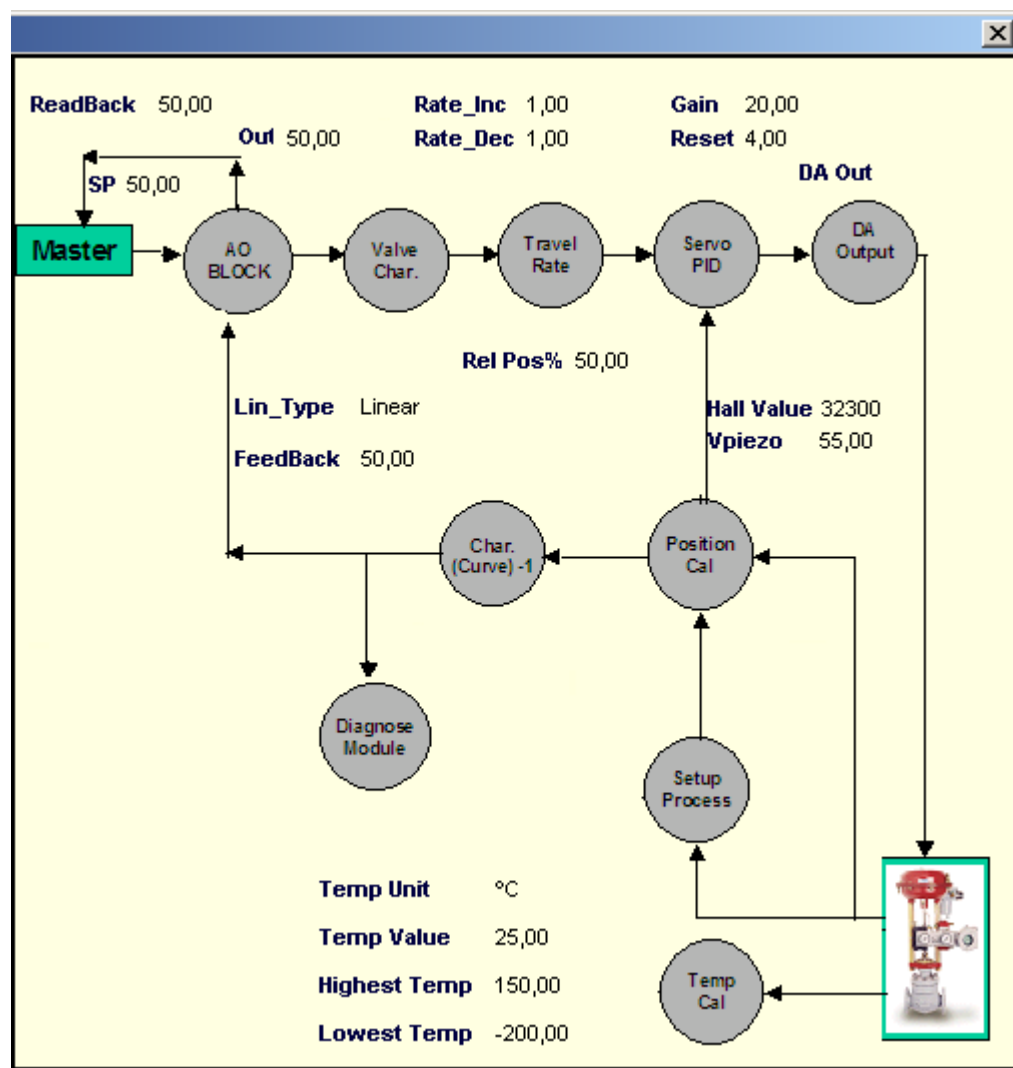 ReadBack 50,00
Rate_Inc 1,00
Gain 20,00
Out 50,00
Rate_Dec 1,00
Reset 4,00
SP 50,00
DA Out
Master
AO
BLOCK
Valve
Char.
Travel
Rate
Servo
PID
DA
Output
Rel Pos% 50,00
Lin_Type Linear
Hall Value 32300
FeedBack 50,00
Vpiezo 55,00
Char.
(Curve) -1
Position
Cal
Diagnose
Module
Setup
Process
Temp Unit ºC
Temp Value 25,00
Highest Temp 150,00
Lowest Temp -200,00
Temp
Cal